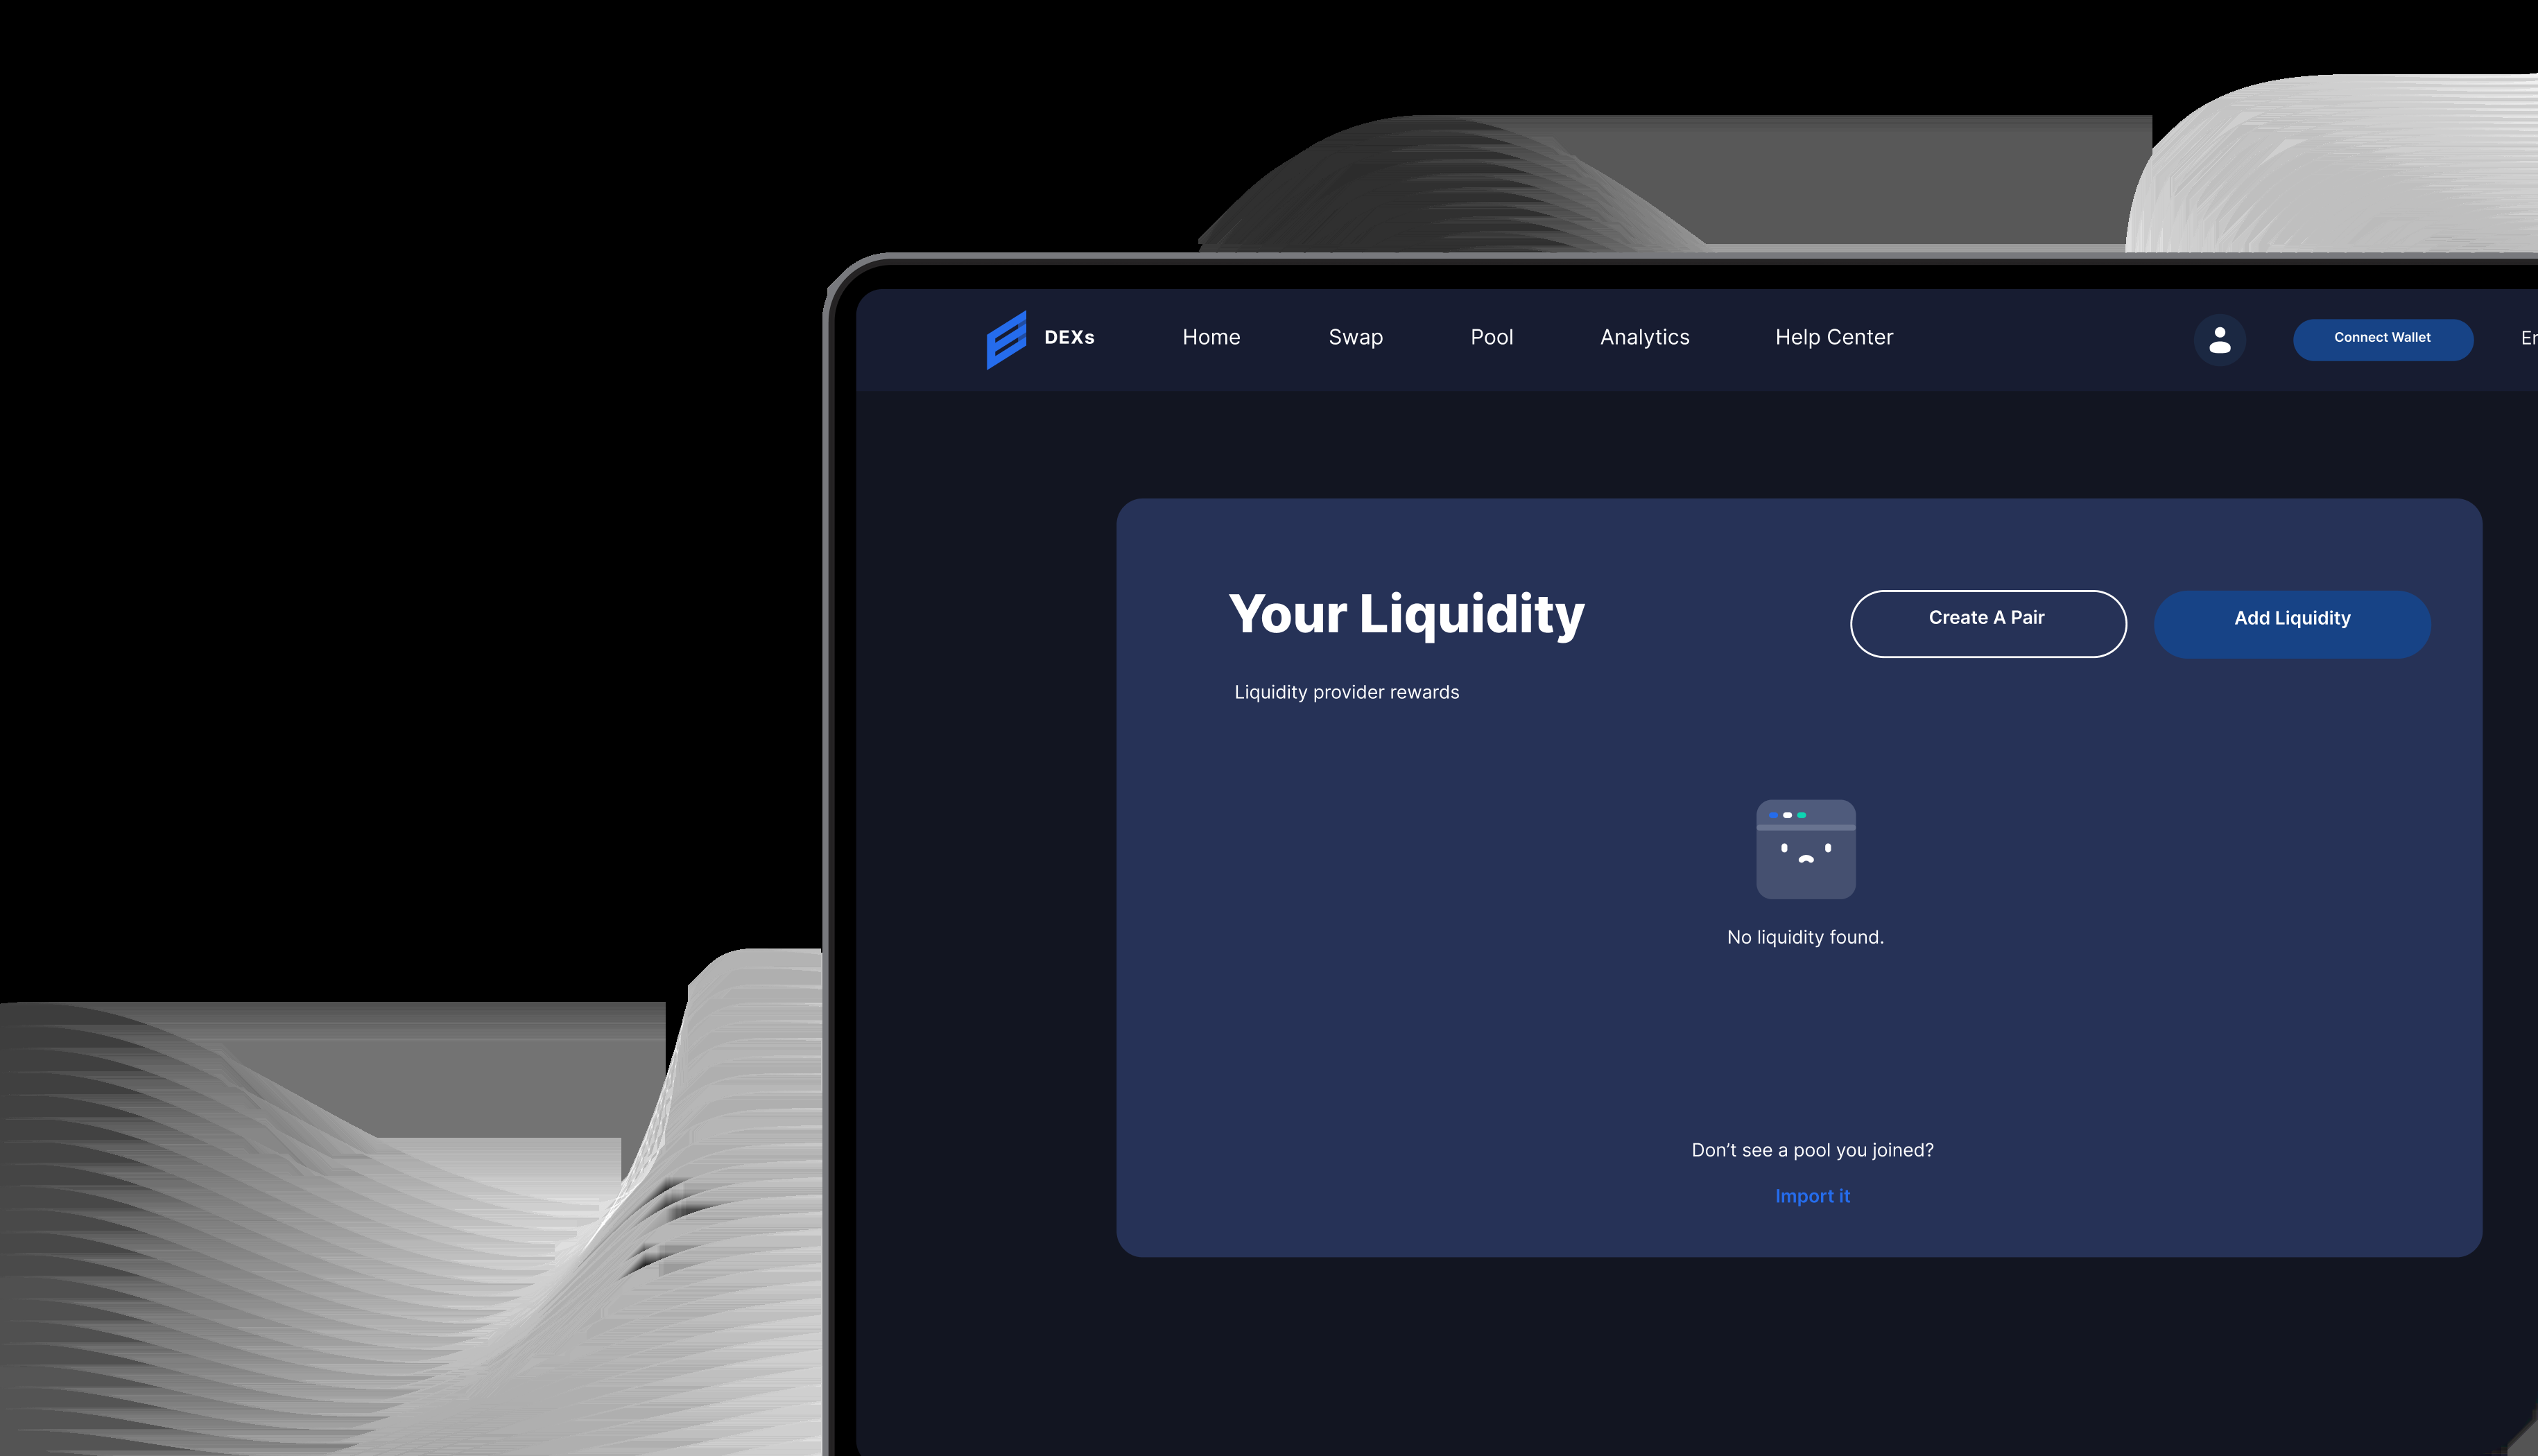 DEXs
Home
Swap
Pool
Analytics
Help Center
Connect Wallet
Your Liquidity
Create A Pair
Add Liquidity
Liquidity provider rewards
No liquidity found.
Don’t see a pool you joined?
Import it